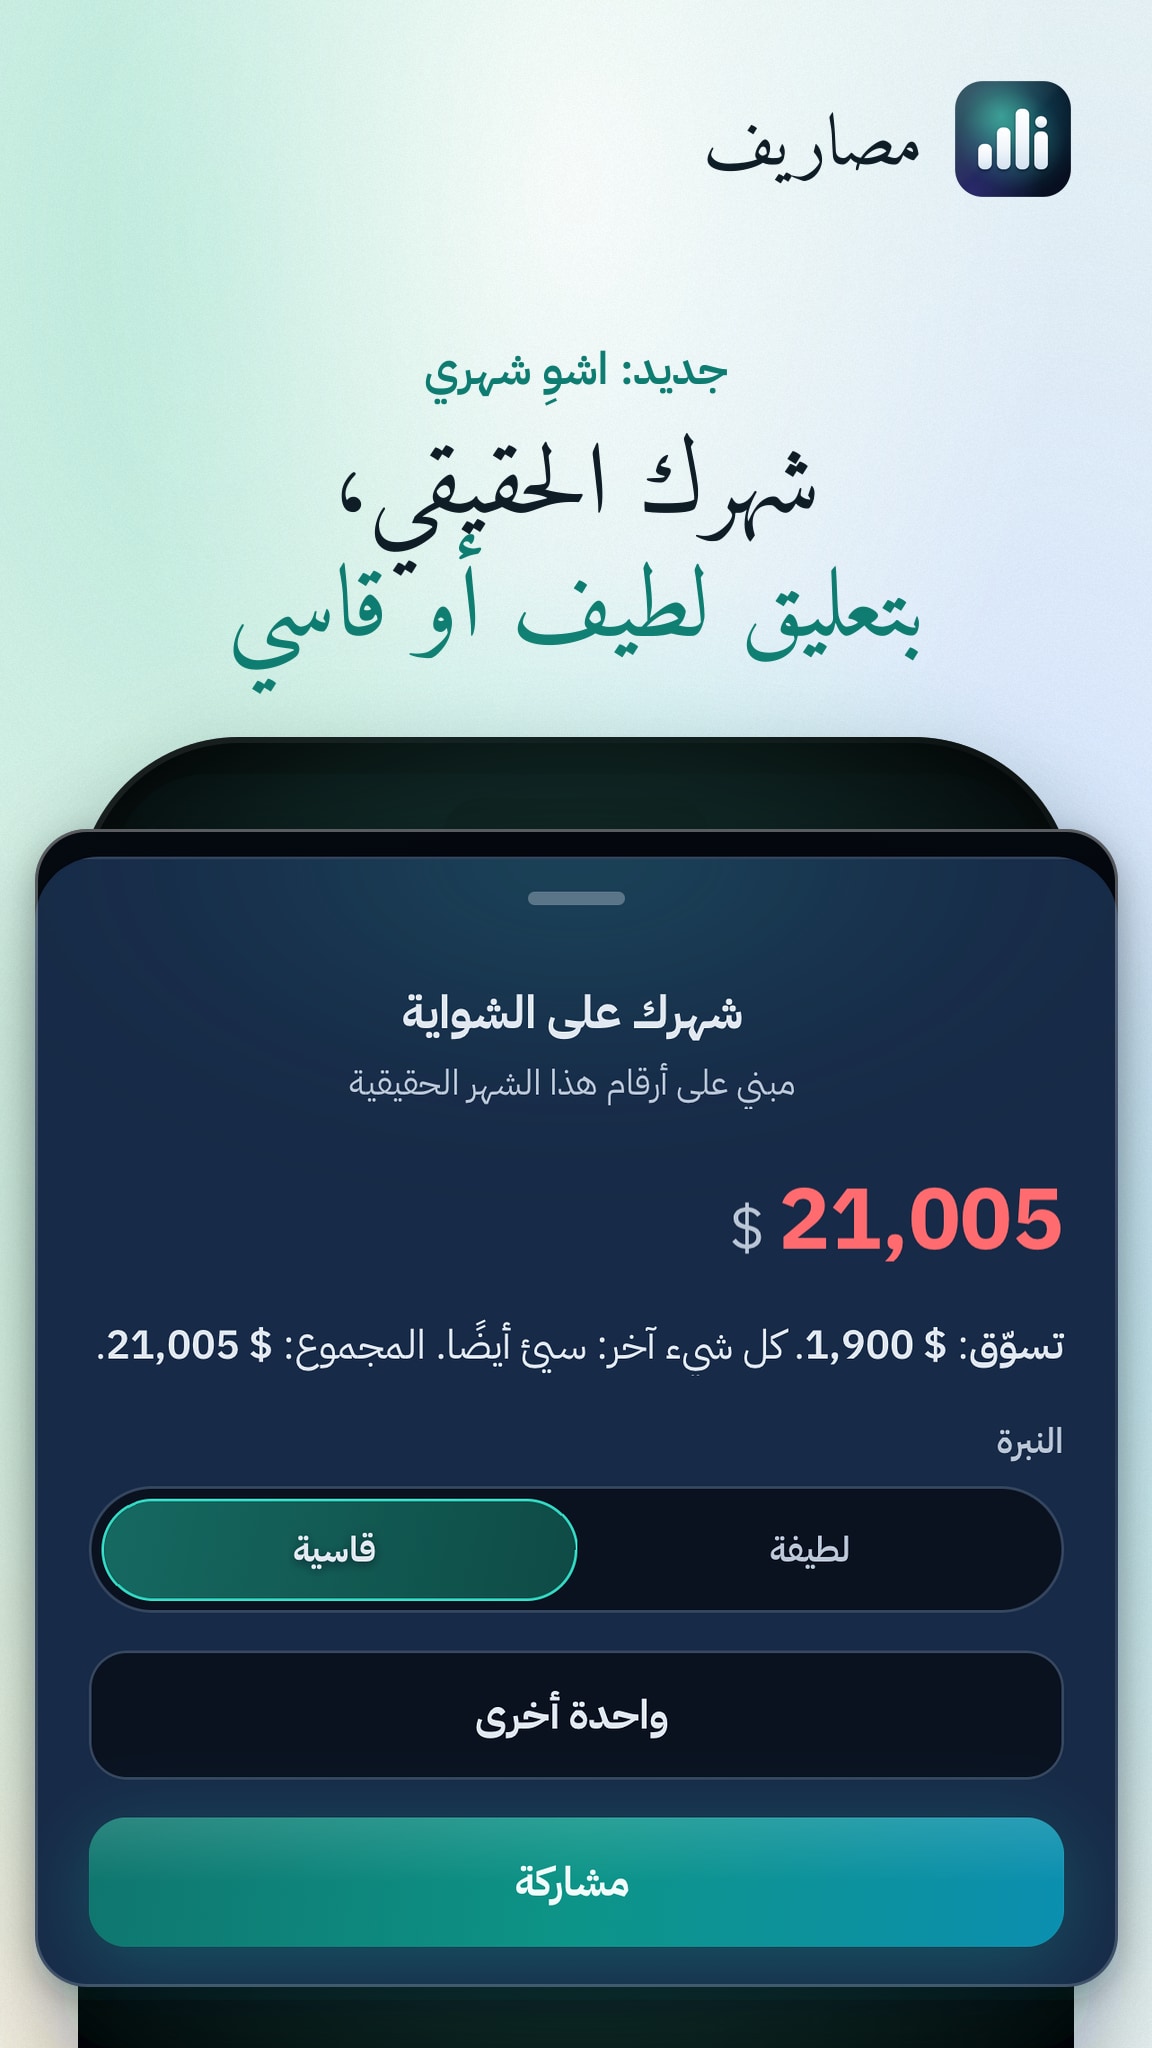 مصاريف
جديد: اشوِ شهري
شهرك الحقيقي،
بتعليق لطيف أو قاسي
شهرك على الشواية
مبني على أرقام هذا الشهر الحقيقية
21,005 $
تسوّق: $ 1,900. كل شيء آخر: سيئ أيضًا. المجموع: $ 21,005.
النبرة
لطيفة
قاسية
واحدة أخرى
مشاركة